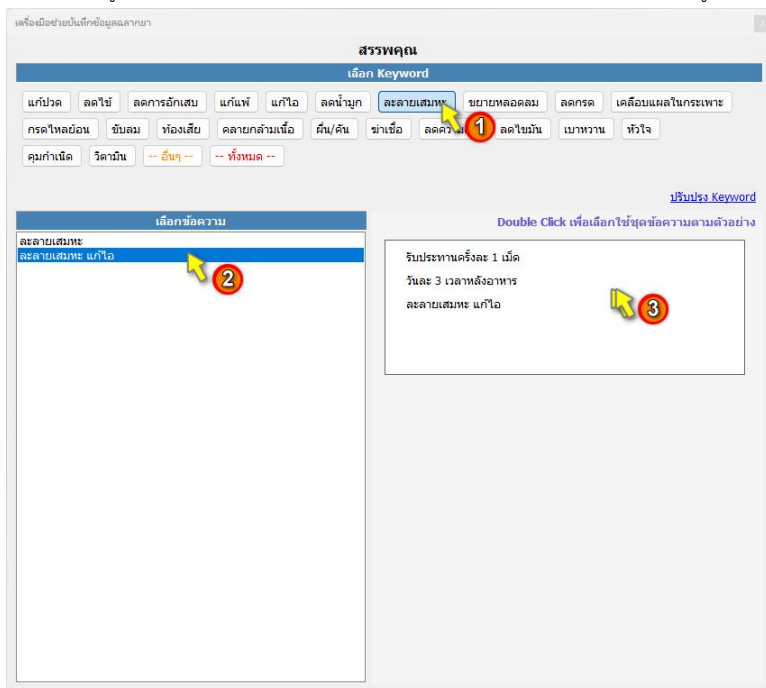 เครื่องมือช่วยบันทึกข้อมูลฉลากยา
x
สรรพคุณ
เลือก Keyword
แก้ปวด ลดไข้ ลดการอักเสบ แก้แพ้ แก้ไอ ลดน้ำมูก ละลายเสมหะ ขยายหลอดลม ลดกรด เคลือบแผลในกระเพาะ
กรดไหลย้อน ขับลม ท้องเสีย คลายกล้ามเนื้อ ผื่น/คัน ฆ่าเชื้อ 1 ลดไขมัน เบาหวาน หัวใจ
คุมกำเนิด วิตามิน -- อื่นๆ -- -- ทั้งหมด --
ปรับปรุง Keyword
เลือกข้อความ
ละลายเสมหะ
ละลายเสมหะ แก้ไอ
2
Double Click เพื่อเลือกใช้ชุดข้อความตามตัวอย่าง
รับประทานครั้งละ 1 เม็ด
วันละ 3 เวลาหลังอาหาร
ละลายเสมหะ แก้ไอ
3